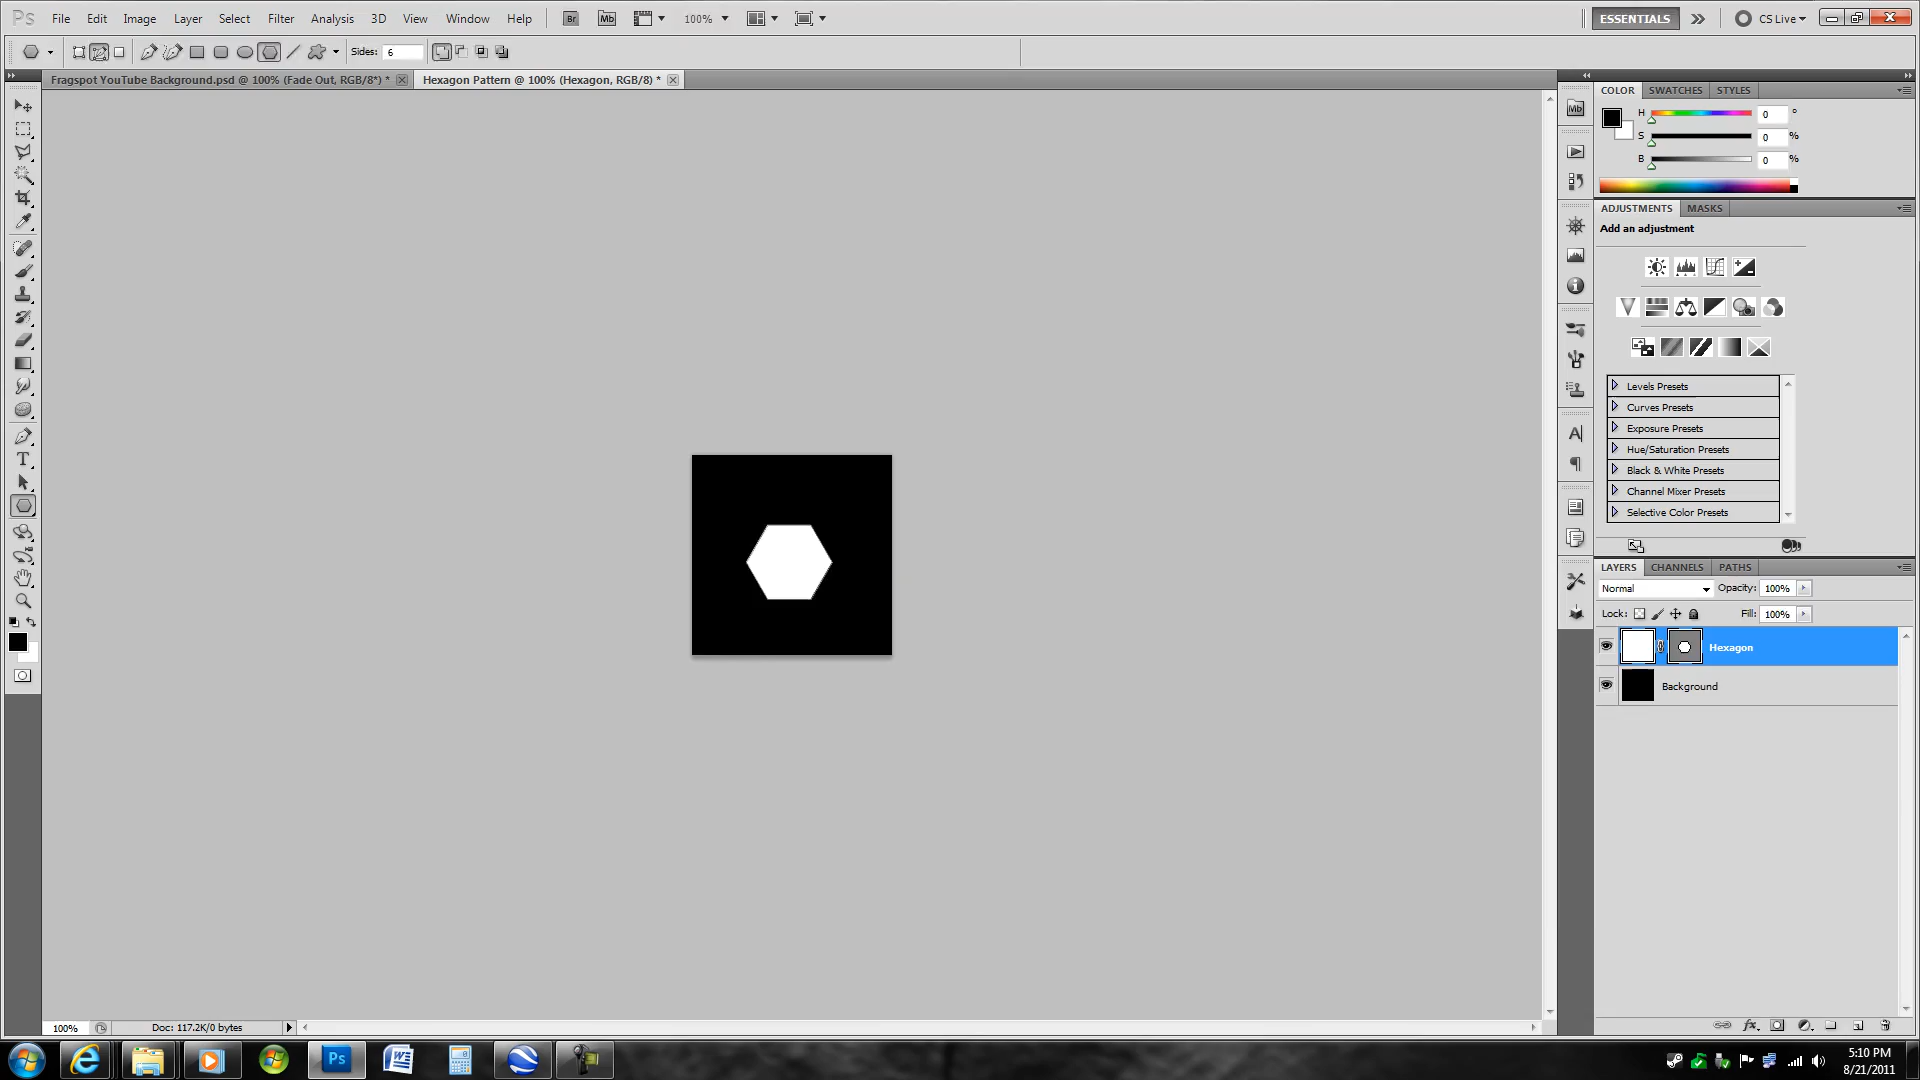 Ps File Edit Image Layer Select Filter Analysis 3D View Window Help Br Mb 100% ESSENTIALS CS Live
Sides: 6
Fragspot YouTube Background.psd @ 100% (Fade Out, RGB/8*) * Hexagon Pattern @ 100% (Hexagon, RGB/8) *
COLOR SWATCHES STYLES
Mb
H 0 °
S 0 %
B 0 %
ADJUSTMENTS MASKS
Add an adjustment
Levels Presets
Curves Presets
Exposure Presets
Hue/Saturation Presets
Black & White Presets
Channel Mixer Presets
Selective Color Presets
LAYERS CHANNELS PATHS
Normal Opacity: 100%
Lock: Fill: 100%
Hexagon
Background
100% Doc: 117.2K/0 bytes
Ps
5:10 PM
8/21/2011